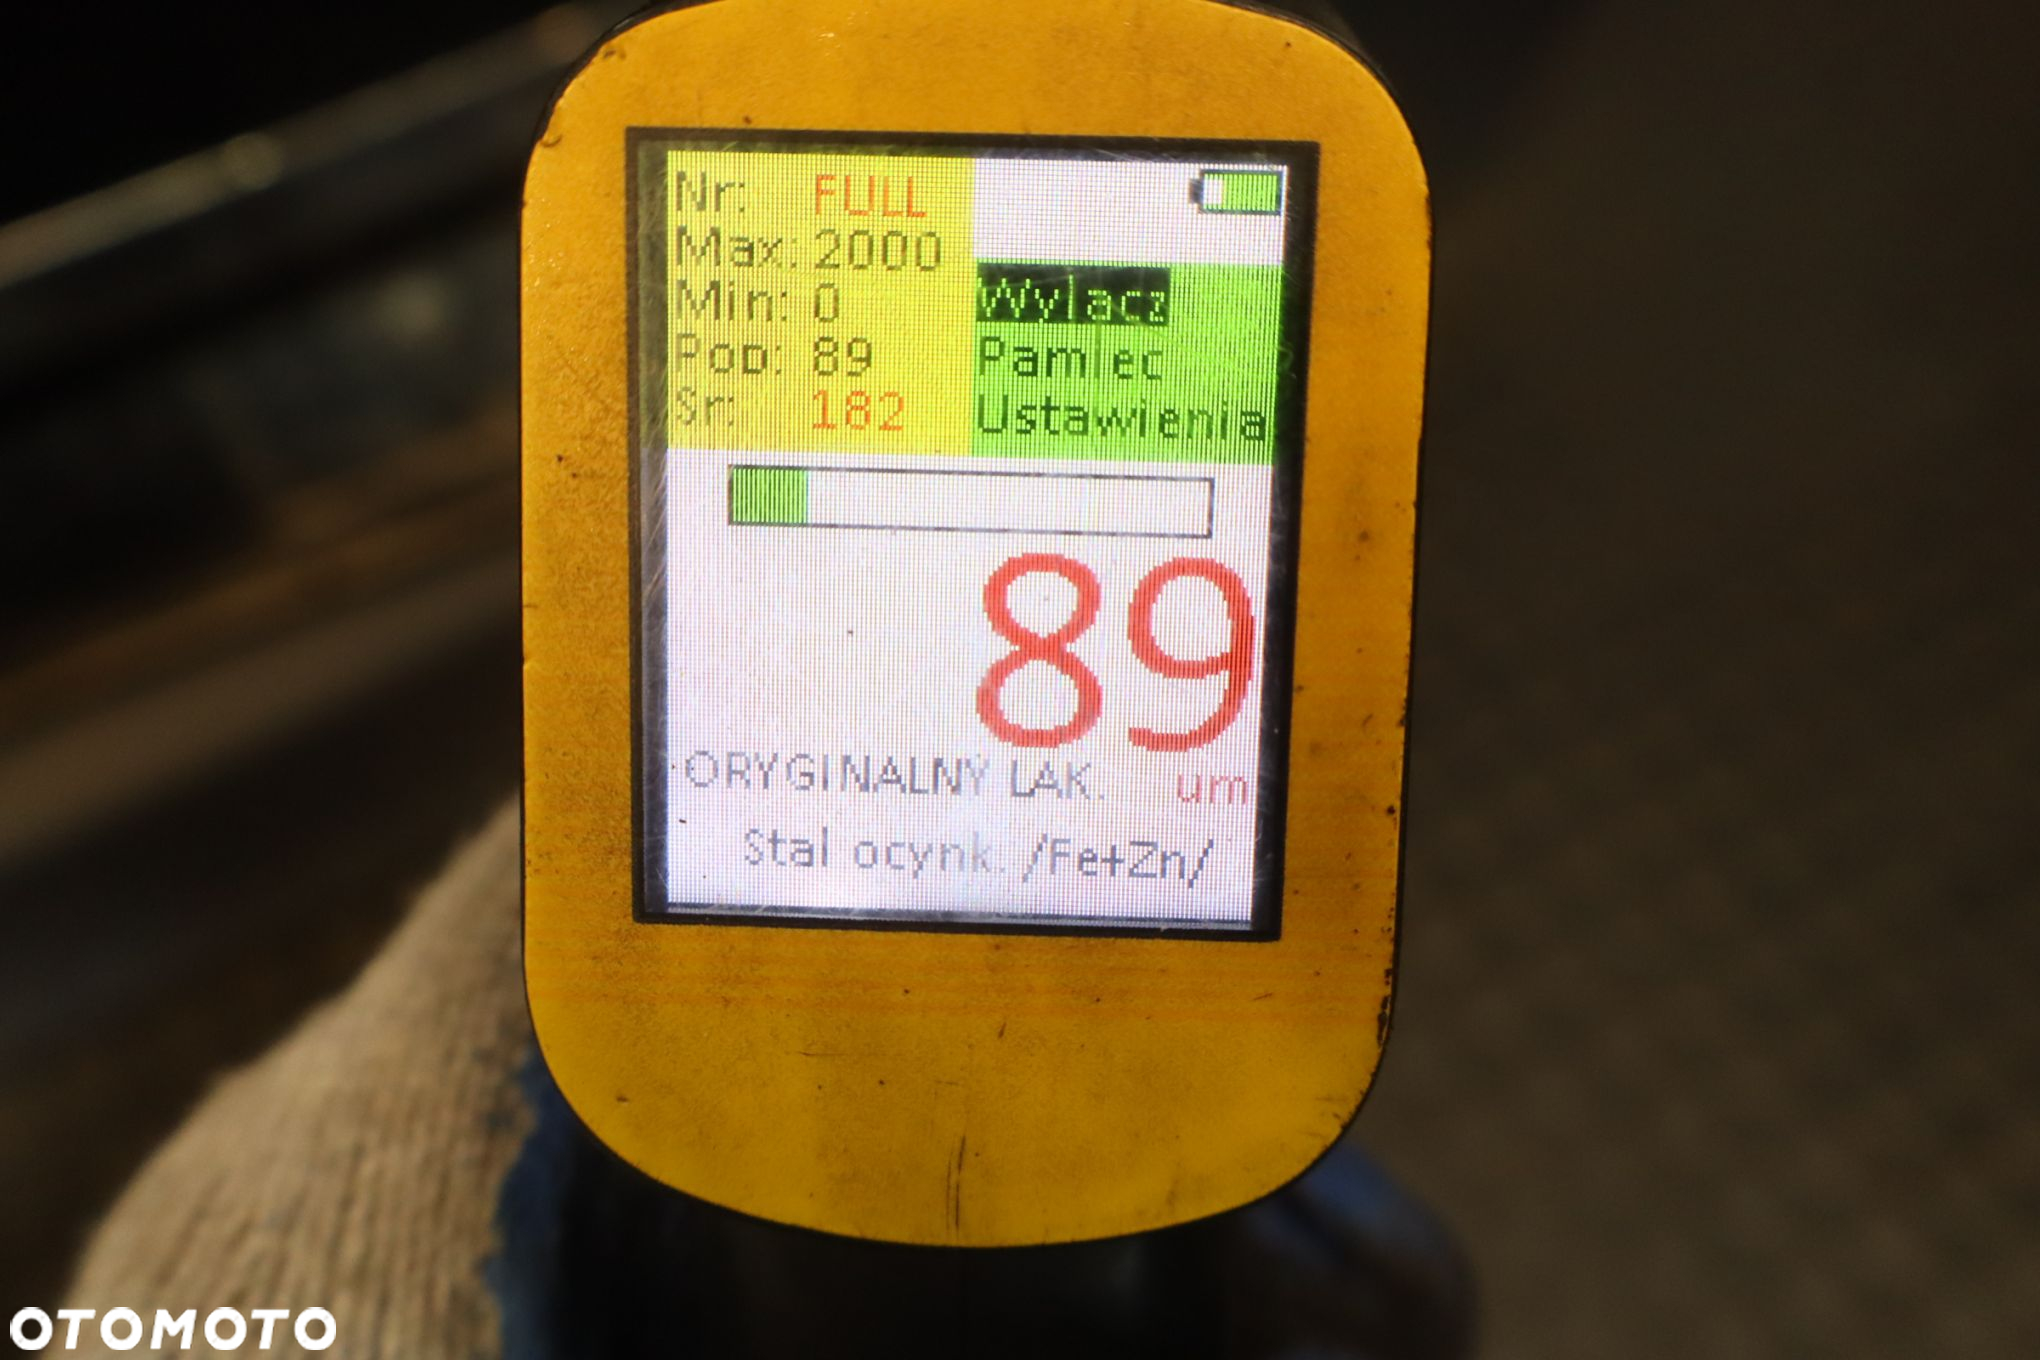 Nr: FULL
Max: 2000
Min: 0
Pop: 89
Sr: 182
Wylacz
Pamiec
Ustawienia
89
ORYGINALNY LAK. um
Stal ocynk. /Fe+Zn/
OTOMOTO